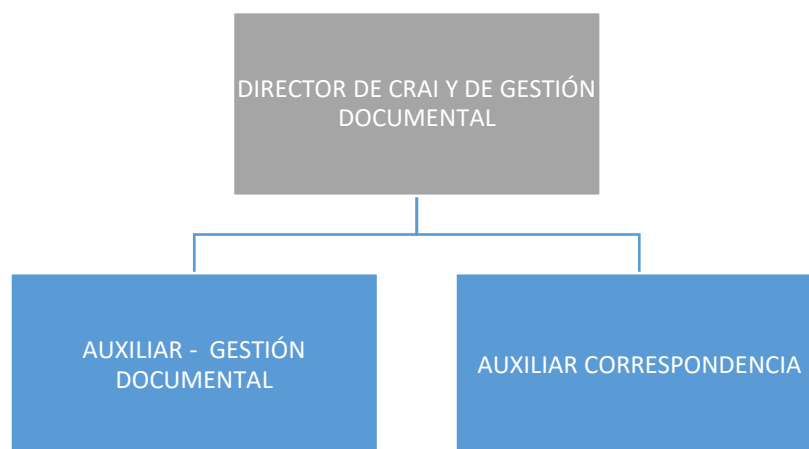 DIRECTOR DE CRAI Y DE GESTIÓN
DOCUMENTAL
AUXILIAR - GESTIÓN
DOCUMENTAL
AUXILIAR CORRESPONDENCIA